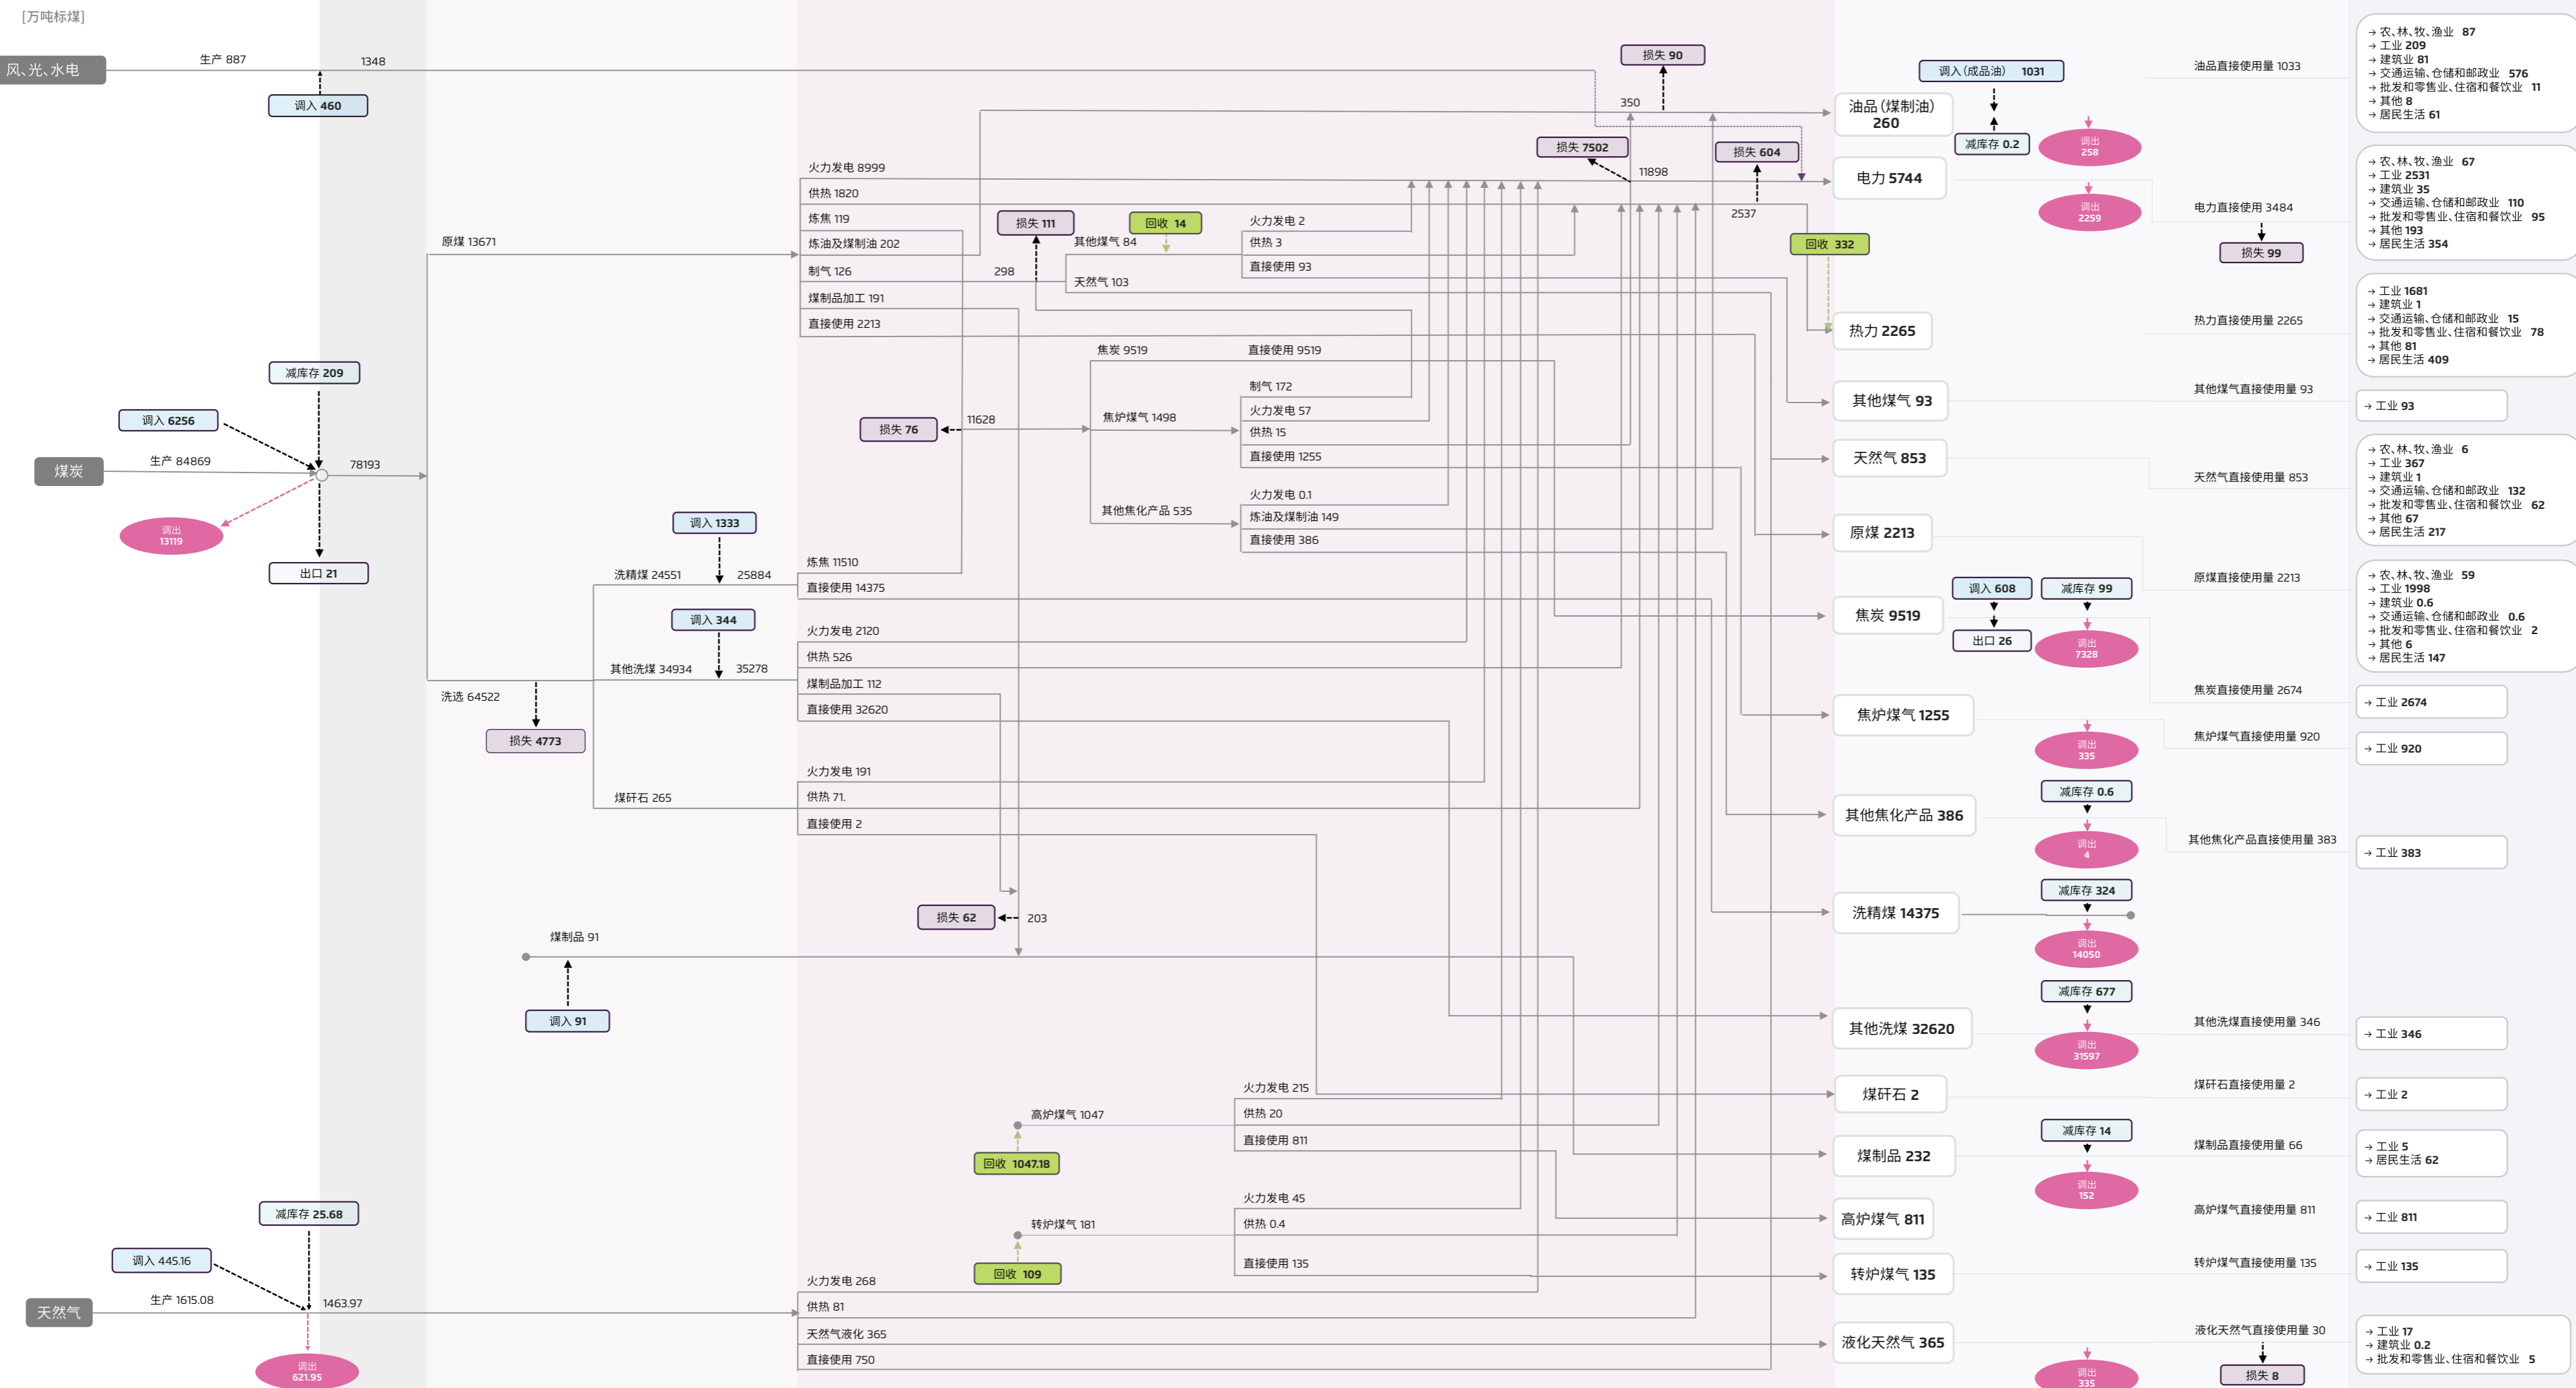 [万吨标煤]
风、光、水电
生产 887
1348
调入 460
减库存 209
调入 6256
煤炭
生产 84869
78193
调出
13119
出口 21
减库存 25.68
调入 445.16
天然气
生产 1615.08
1463.97
调出
621.95
原煤 13671
洗选 64522
损失 4773
洗精煤 24551
调入 1333
25884
其他洗煤 34934
调入 344
35278
煤矸石 265
煤制品 91
调入 91
火力发电 8999
供热 1820
炼焦 119
炼油及煤制油 202
制气 126
煤制品加工 191
直接使用 2213
炼焦 11510
直接使用 14375
火力发电 2120
供热 526
煤制品加工 112
直接使用 32620
火力发电 191
供热 71.
直接使用 2
火力发电 268
供热 81
天然气液化 365
直接使用 750
损失 111
298
回收 14
其他煤气 84
天然气 103
火力发电 2
供热 3
直接使用 93
损失 76
11628
焦炭 9519
直接使用 9519
焦炉煤气 1498
制气 172
火力发电 57
供热 15
直接使用 1255
其他焦化产品 535
火力发电 0.1
炼油及煤制油 149
直接使用 386
损失 62
203
高炉煤气 1047
回收 1047.18
火力发电 215
供热 20
直接使用 811
转炉煤气 181
回收 109
火力发电 45
供热 0.4
直接使用 135
损失 90
350
损失 7502
11898
损失 604
2537
回收 332
油品（煤制油）
260
电力 5744
热力 2265
其他煤气 93
天然气 853
原煤 2213
焦炭 9519
焦炉煤气 1255
其他焦化产品 386
洗精煤 14375
其他洗煤 32620
煤矸石 2
煤制品 232
高炉煤气 811
转炉煤气 135
液化天然气 365
调入（成品油） 1031
减库存 0.2
调出
258
调出
2259
调入 608
减库存 99
出口 26
调出
7328
调出
335
减库存 0.6
调出
4
减库存 324
调出
14050
减库存 677
调出
31597
减库存 14
调出
152
调出
335
油品直接使用量 1033
电力直接使用 3484
损失 99
热力直接使用量 2265
其他煤气直接使用量 93
天然气直接使用量 853
原煤直接使用量 2213
焦炭直接使用量 2674
焦炉煤气直接使用量 920
其他焦化产品直接使用量 383
其他洗煤直接使用量 346
煤矸石直接使用量 2
煤制品直接使用量 66
高炉煤气直接使用量 811
转炉煤气直接使用量 135
液化天然气直接使用量 30
损失 8
→ 农、林、牧、渔业 87
→ 工业 209
→ 建筑业 81
→ 交通运输、仓储和邮政业 576
→ 批发和零售业、住宿和餐饮业 11
→ 其他 8
→ 居民生活 61
→ 农、林、牧、渔业 67
→ 工业 2531
→ 建筑业 35
→ 交通运输、仓储和邮政业 110
→ 批发和零售业、住宿和餐饮业 95
→ 其他 193
→ 居民生活 354
→ 工业 1681
→ 建筑业 1
→ 交通运输、仓储和邮政业 15
→ 批发和零售业、住宿和餐饮业 78
→ 其他 81
→ 居民生活 409
→ 工业 93
→ 农、林、牧、渔业 6
→ 工业 367
→ 建筑业 1
→ 交通运输、仓储和邮政业 132
→ 批发和零售业、住宿和餐饮业 62
→ 其他 67
→ 居民生活 217
→ 农、林、牧、渔业 59
→ 工业 1998
→ 建筑业 0.6
→ 交通运输、仓储和邮政业 0.6
→ 批发和零售业、住宿和餐饮业 2
→ 其他 6
→ 居民生活 147
→ 工业 2674
→ 工业 920
→ 工业 383
→ 工业 346
→ 工业 2
→ 工业 5
→ 居民生活 62
→ 工业 811
→ 工业 135
→ 工业 17
→ 建筑业 0.2
→ 批发和零售业、住宿和餐饮业 5